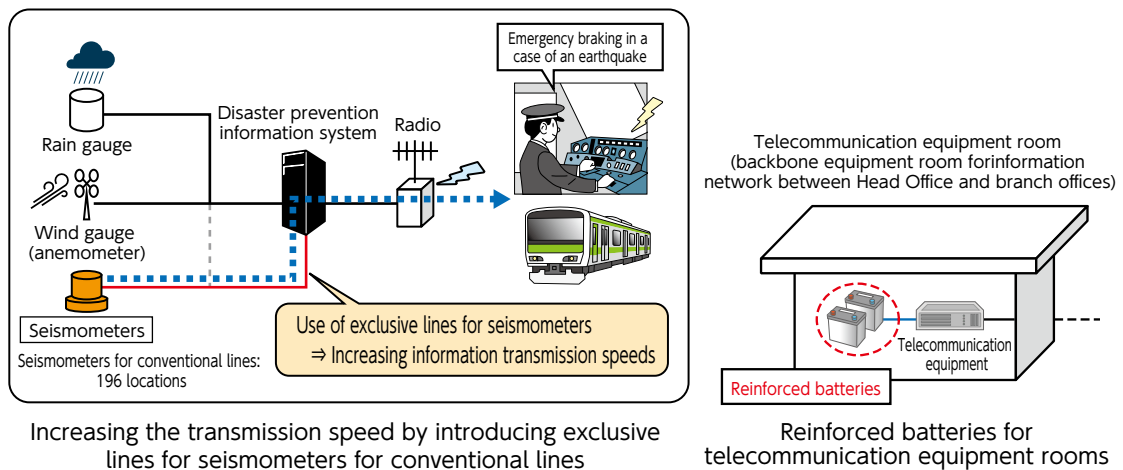 Emergency braking in a
case of an earthquake
Disaster prevention
information system
Radio
Rain gauge
Wind gauge
(anemometer)
Seismometers
Seismometers for conventional lines:
196 locations
Use of exclusive lines for seismometers
⇒ Increasing information transmission speeds
Increasing the transmission speed by introducing exclusive
lines for seismometers for conventional lines
Telecommunication equipment room
(backbone equipment room forinformation
network between Head Office and branch offices)
Telecommunication
equipment
Reinforced batteries
Reinforced batteries for
telecommunication equipment rooms